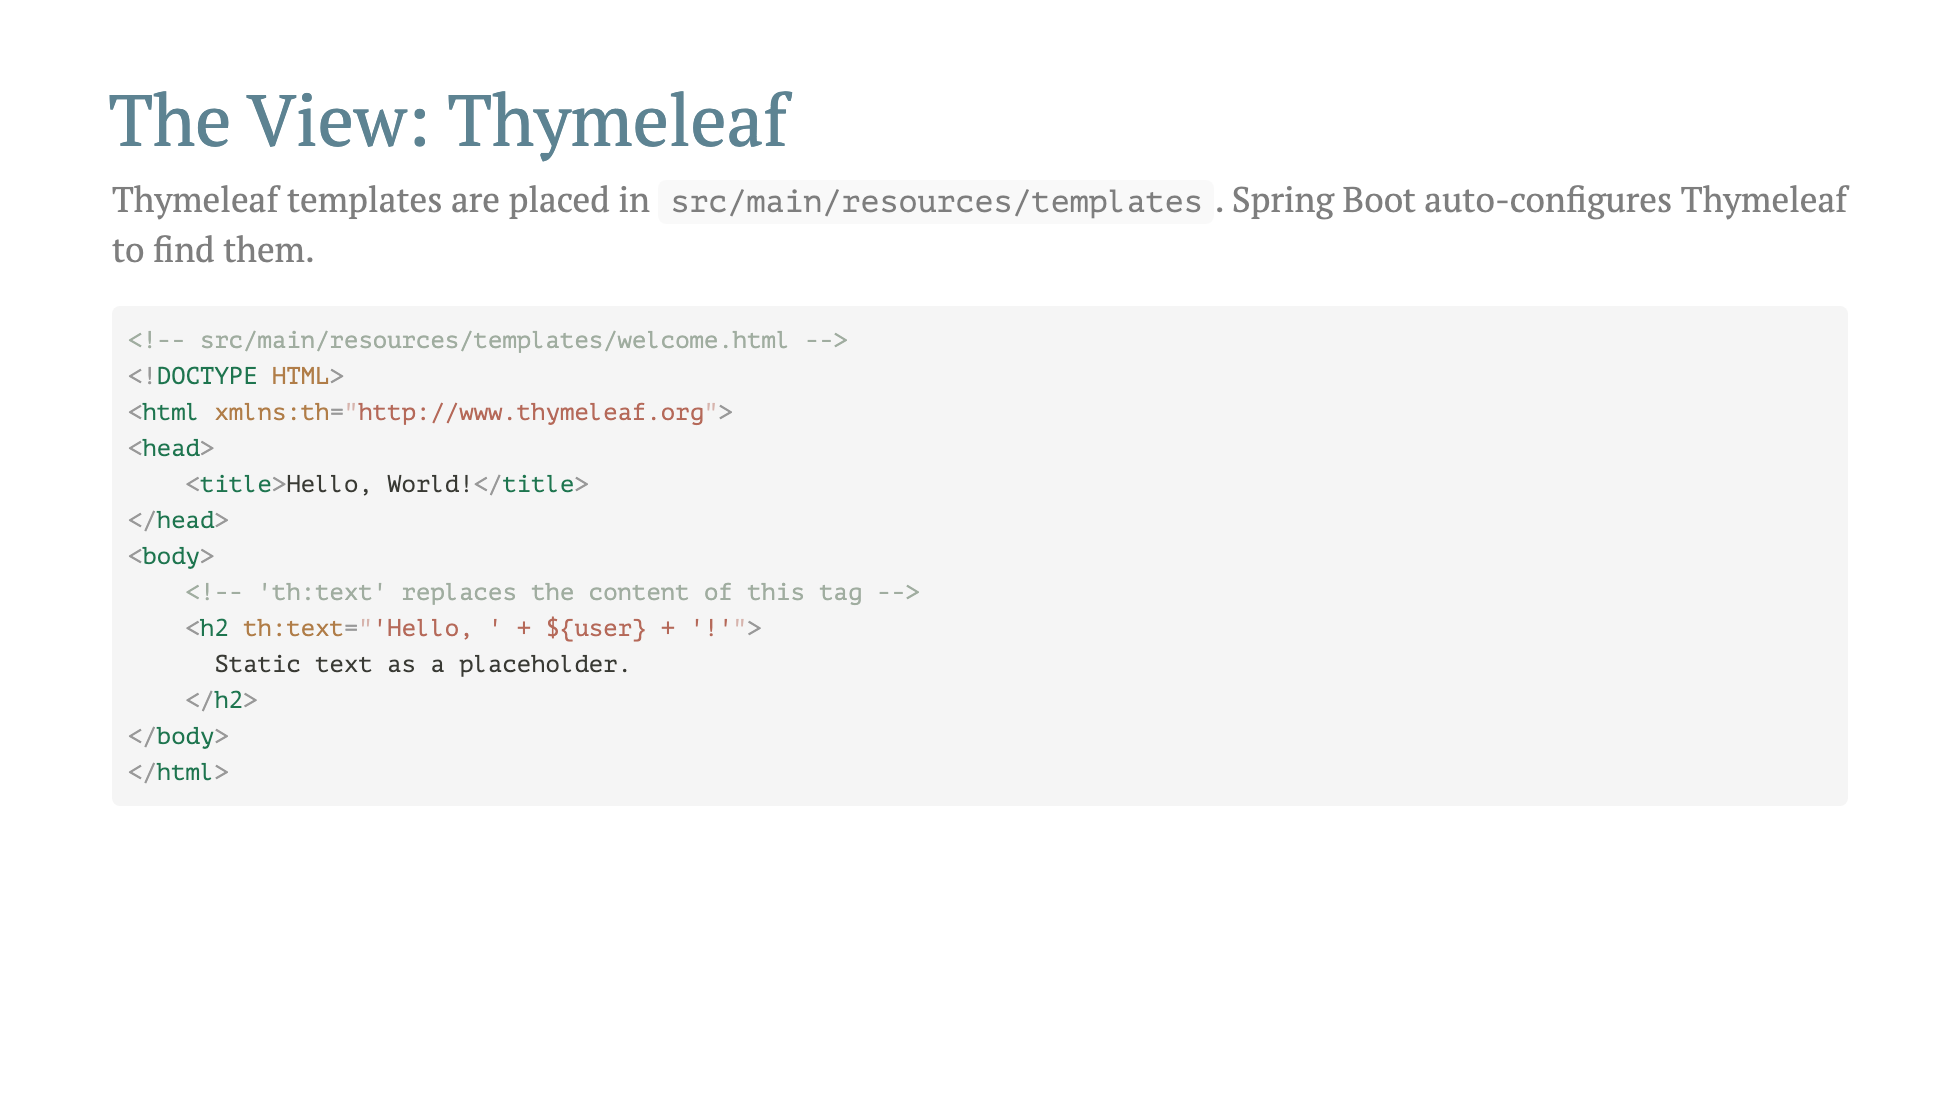 The View: Thymeleaf
Thymeleaf templates are placed in src/main/resources/templates. Spring Boot auto-configures Thymeleaf
to find them.
<!-- src/main/resources/templates/welcome.html -->
<!DOCTYPE HTML>
<html xmlns:th="http://www.thymeleaf.org">
<head>
    <title>Hello, World!</title>
</head>
<body>
    <!-- 'th:text' replaces the content of this tag -->
    <h2 th:text="'Hello, ' + ${user} + '!'">
      Static text as a placeholder.
    </h2>
</body>
</html>